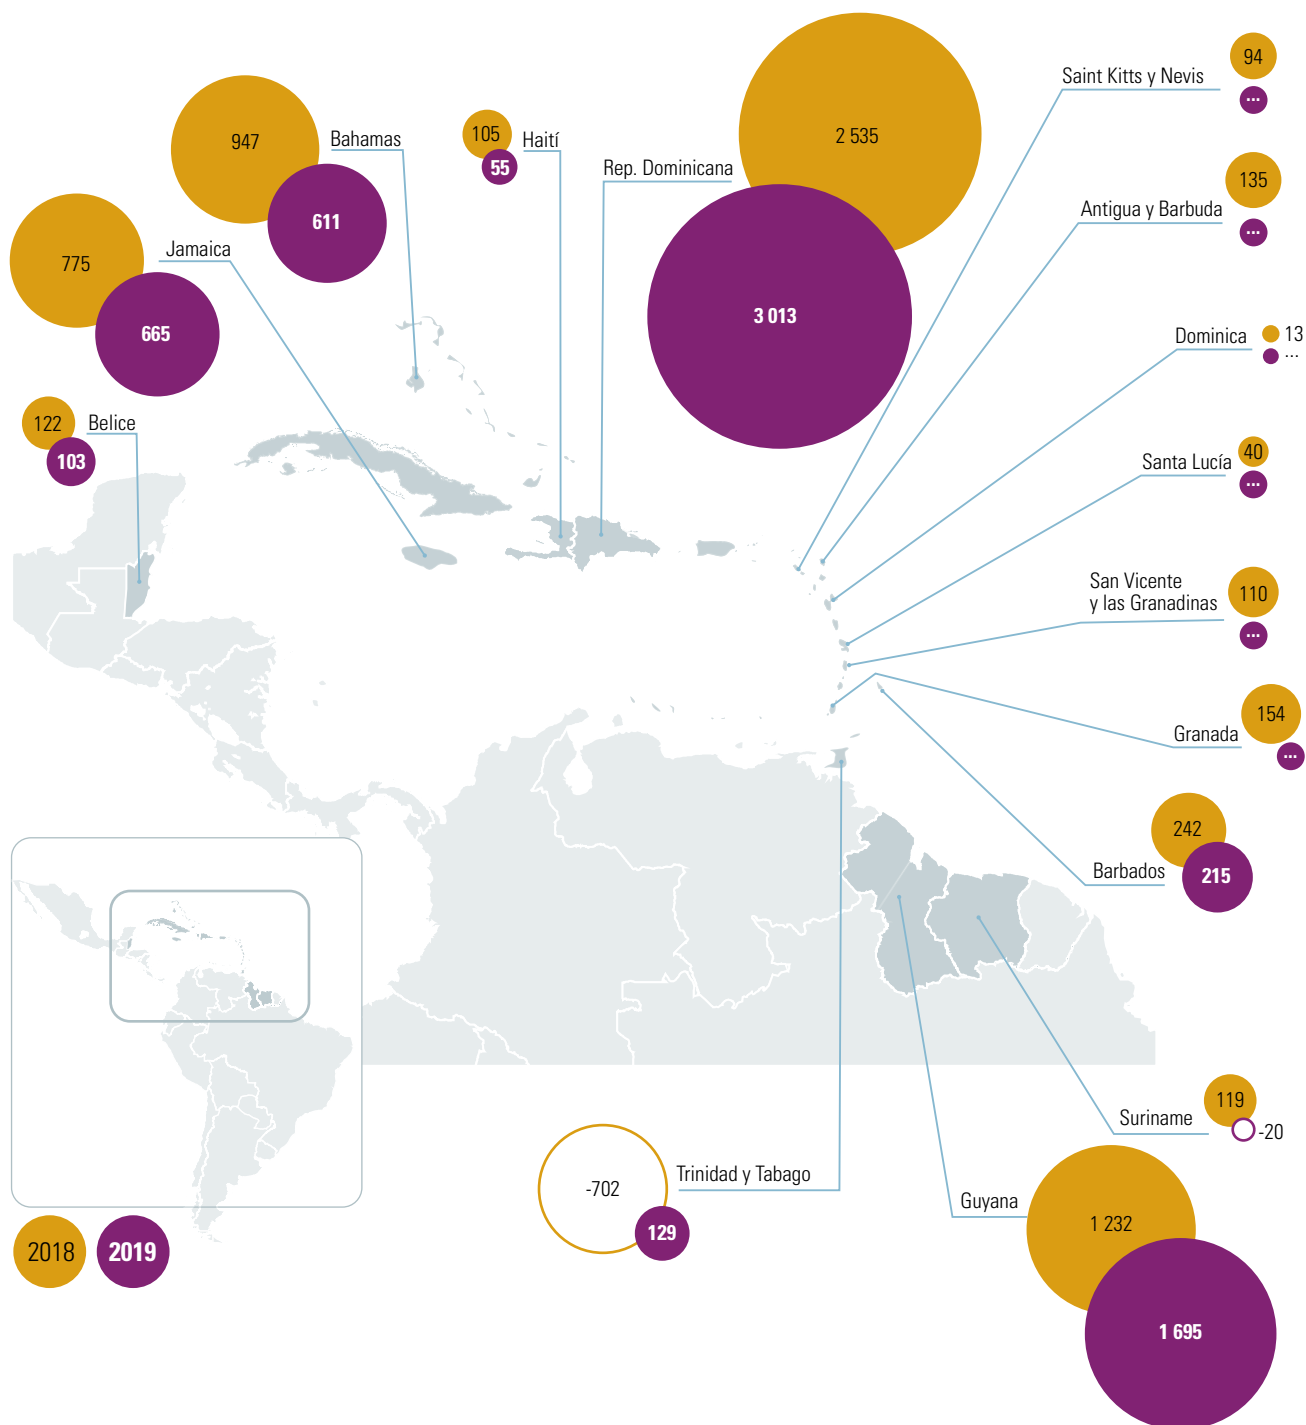 Saint Kitts y Nevis
94
...
947
Bahamas
611
105
Haití
55
2 535
Rep. Dominicana
3 013
Antigua y Barbuda
135
...
775
Jamaica
665
Dominica
13
...
122
Belice
103
Santa Lucía
40
...
San Vicente
y las Granadinas
110
...
Granada
154
...
242
Barbados
215
Suriname
119
-20
-702
Trinidad y Tabago
129
Guyana
1 232
1 695
2018
2019